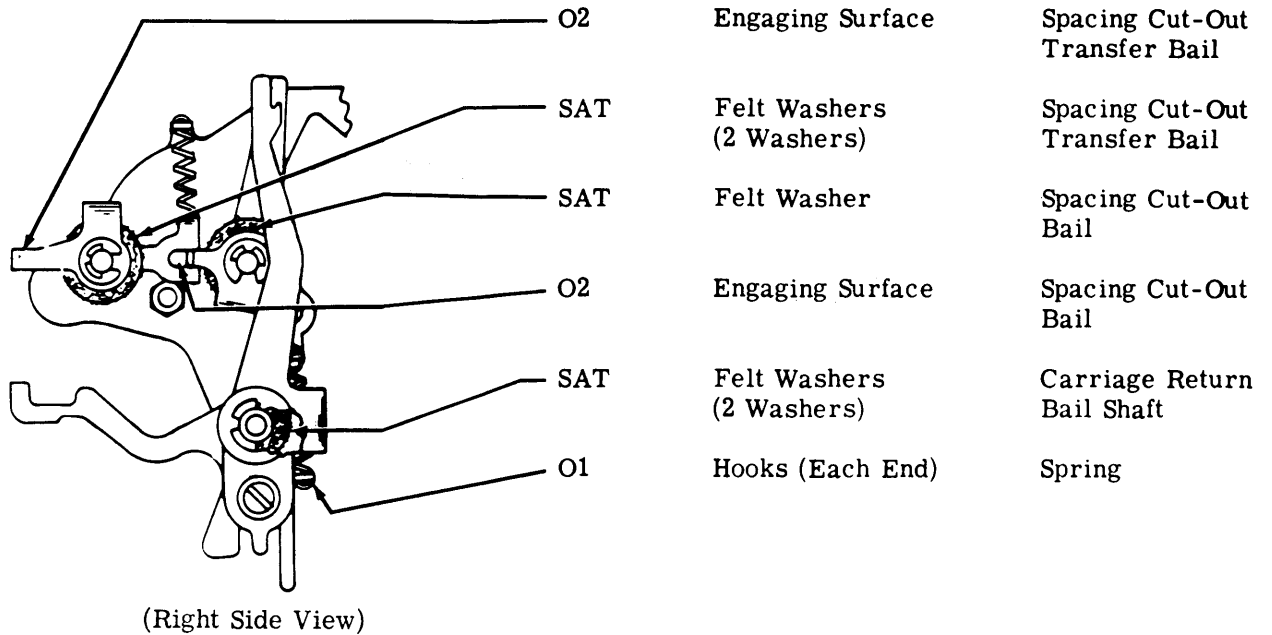 O2 Engaging Surface Spacing Cut-Out
Transfer Bail
SAT Felt Washers Spacing Cut-Out
(2 Washers) Transfer Bail
SAT Felt Washer Spacing Cut-Out
Bail
O2 Engaging Surface Spacing Cut-Out
Bail
SAT Felt Washers Carriage Return
(2 Washers) Bail Shaft
O1 Hooks (Each End) Spring
(Right Side View)